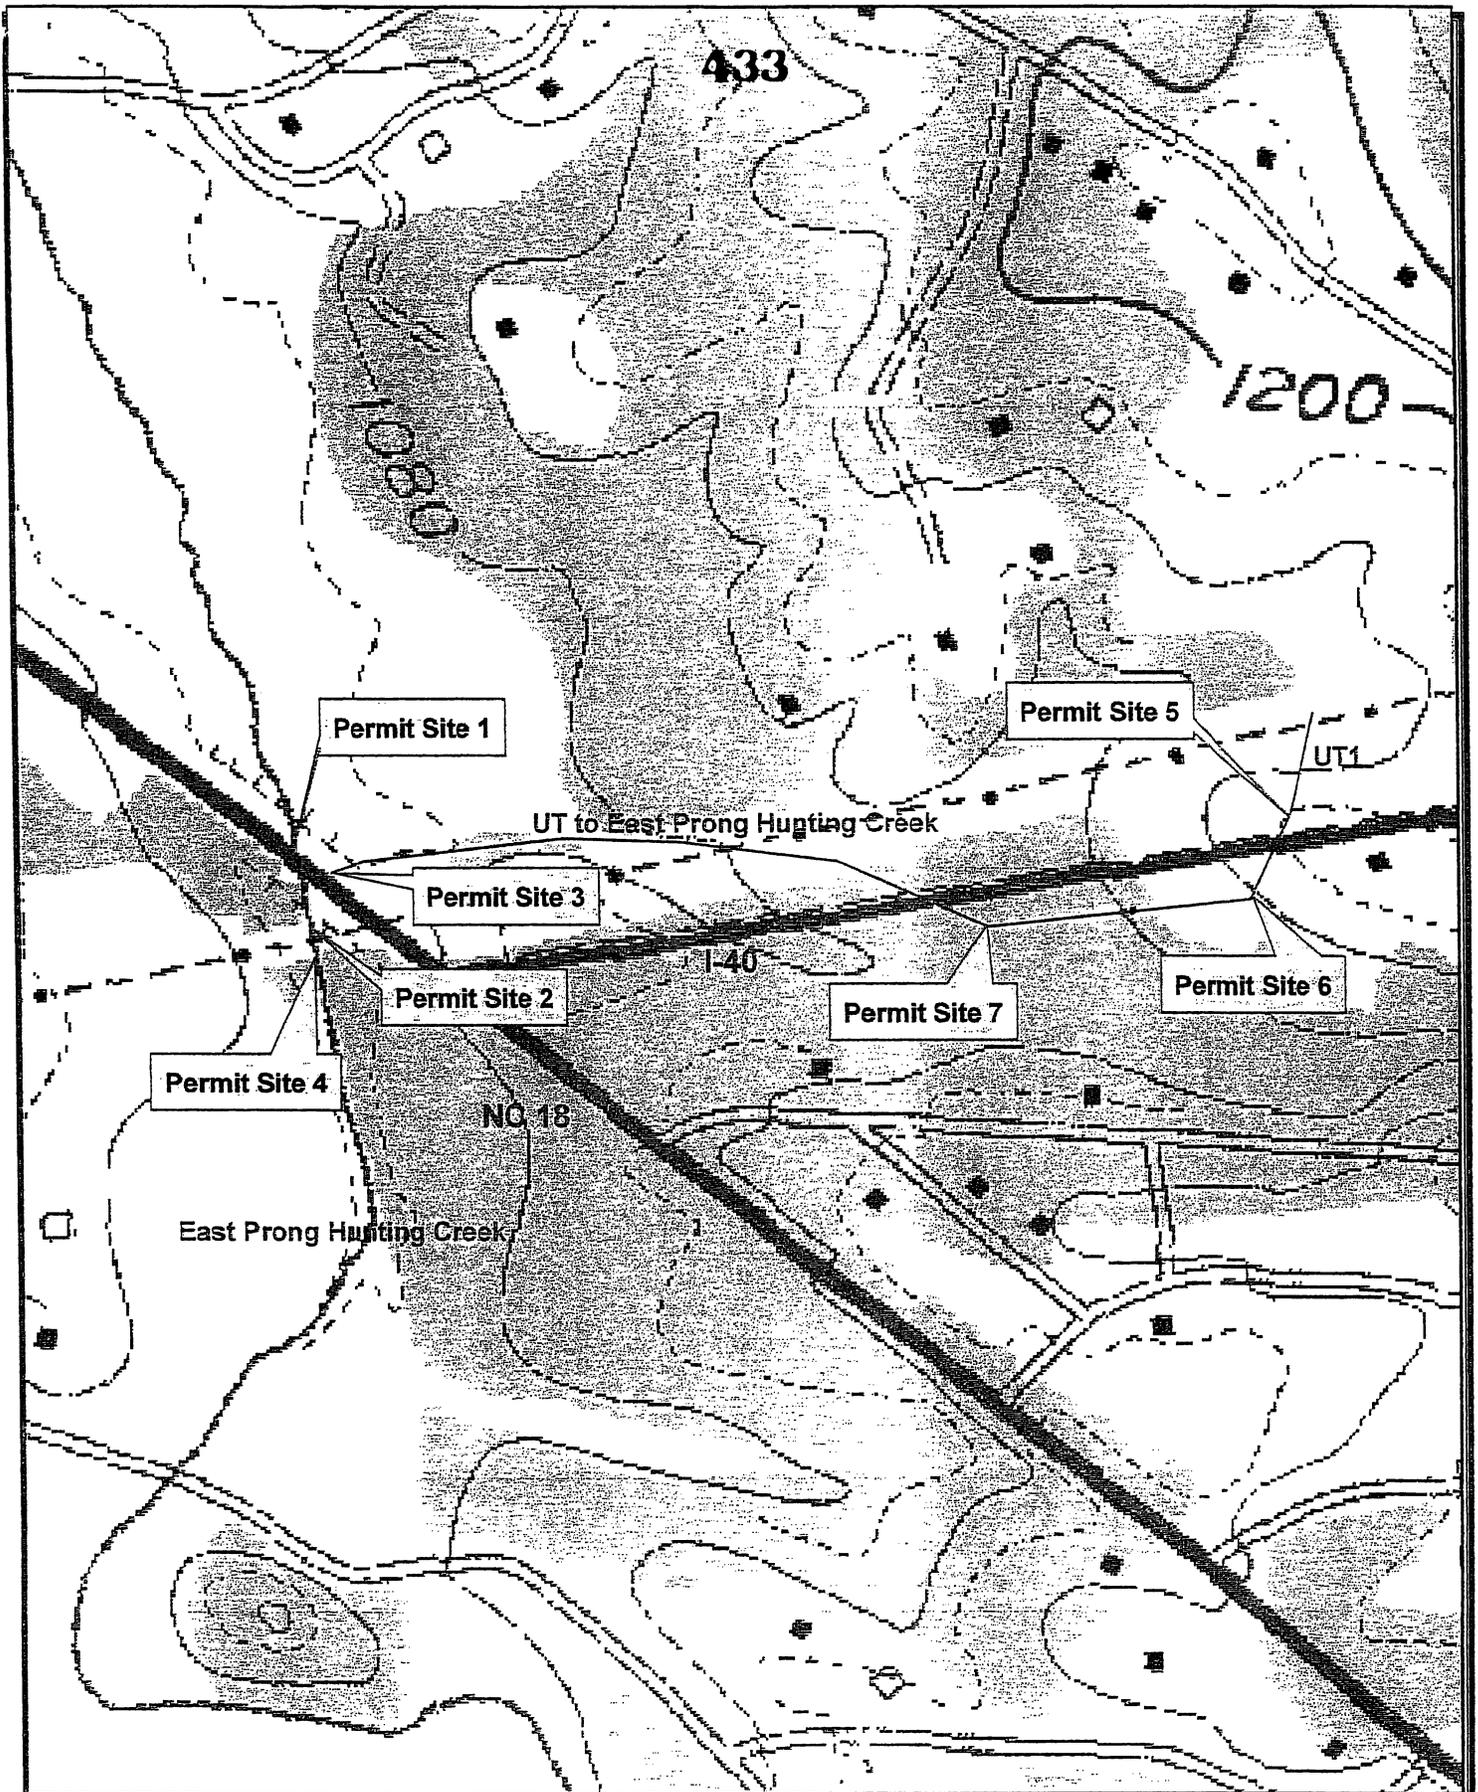 433
1200
1080
Permit Site 5
Permit Site 1
UT1
UT to East Prong Hunting Creek
Permit Site 3
I-40
Permit Site 6
Permit Site 2
Permit Site 7
Permit Site 4
NC 18
East Prong Hunting Creek